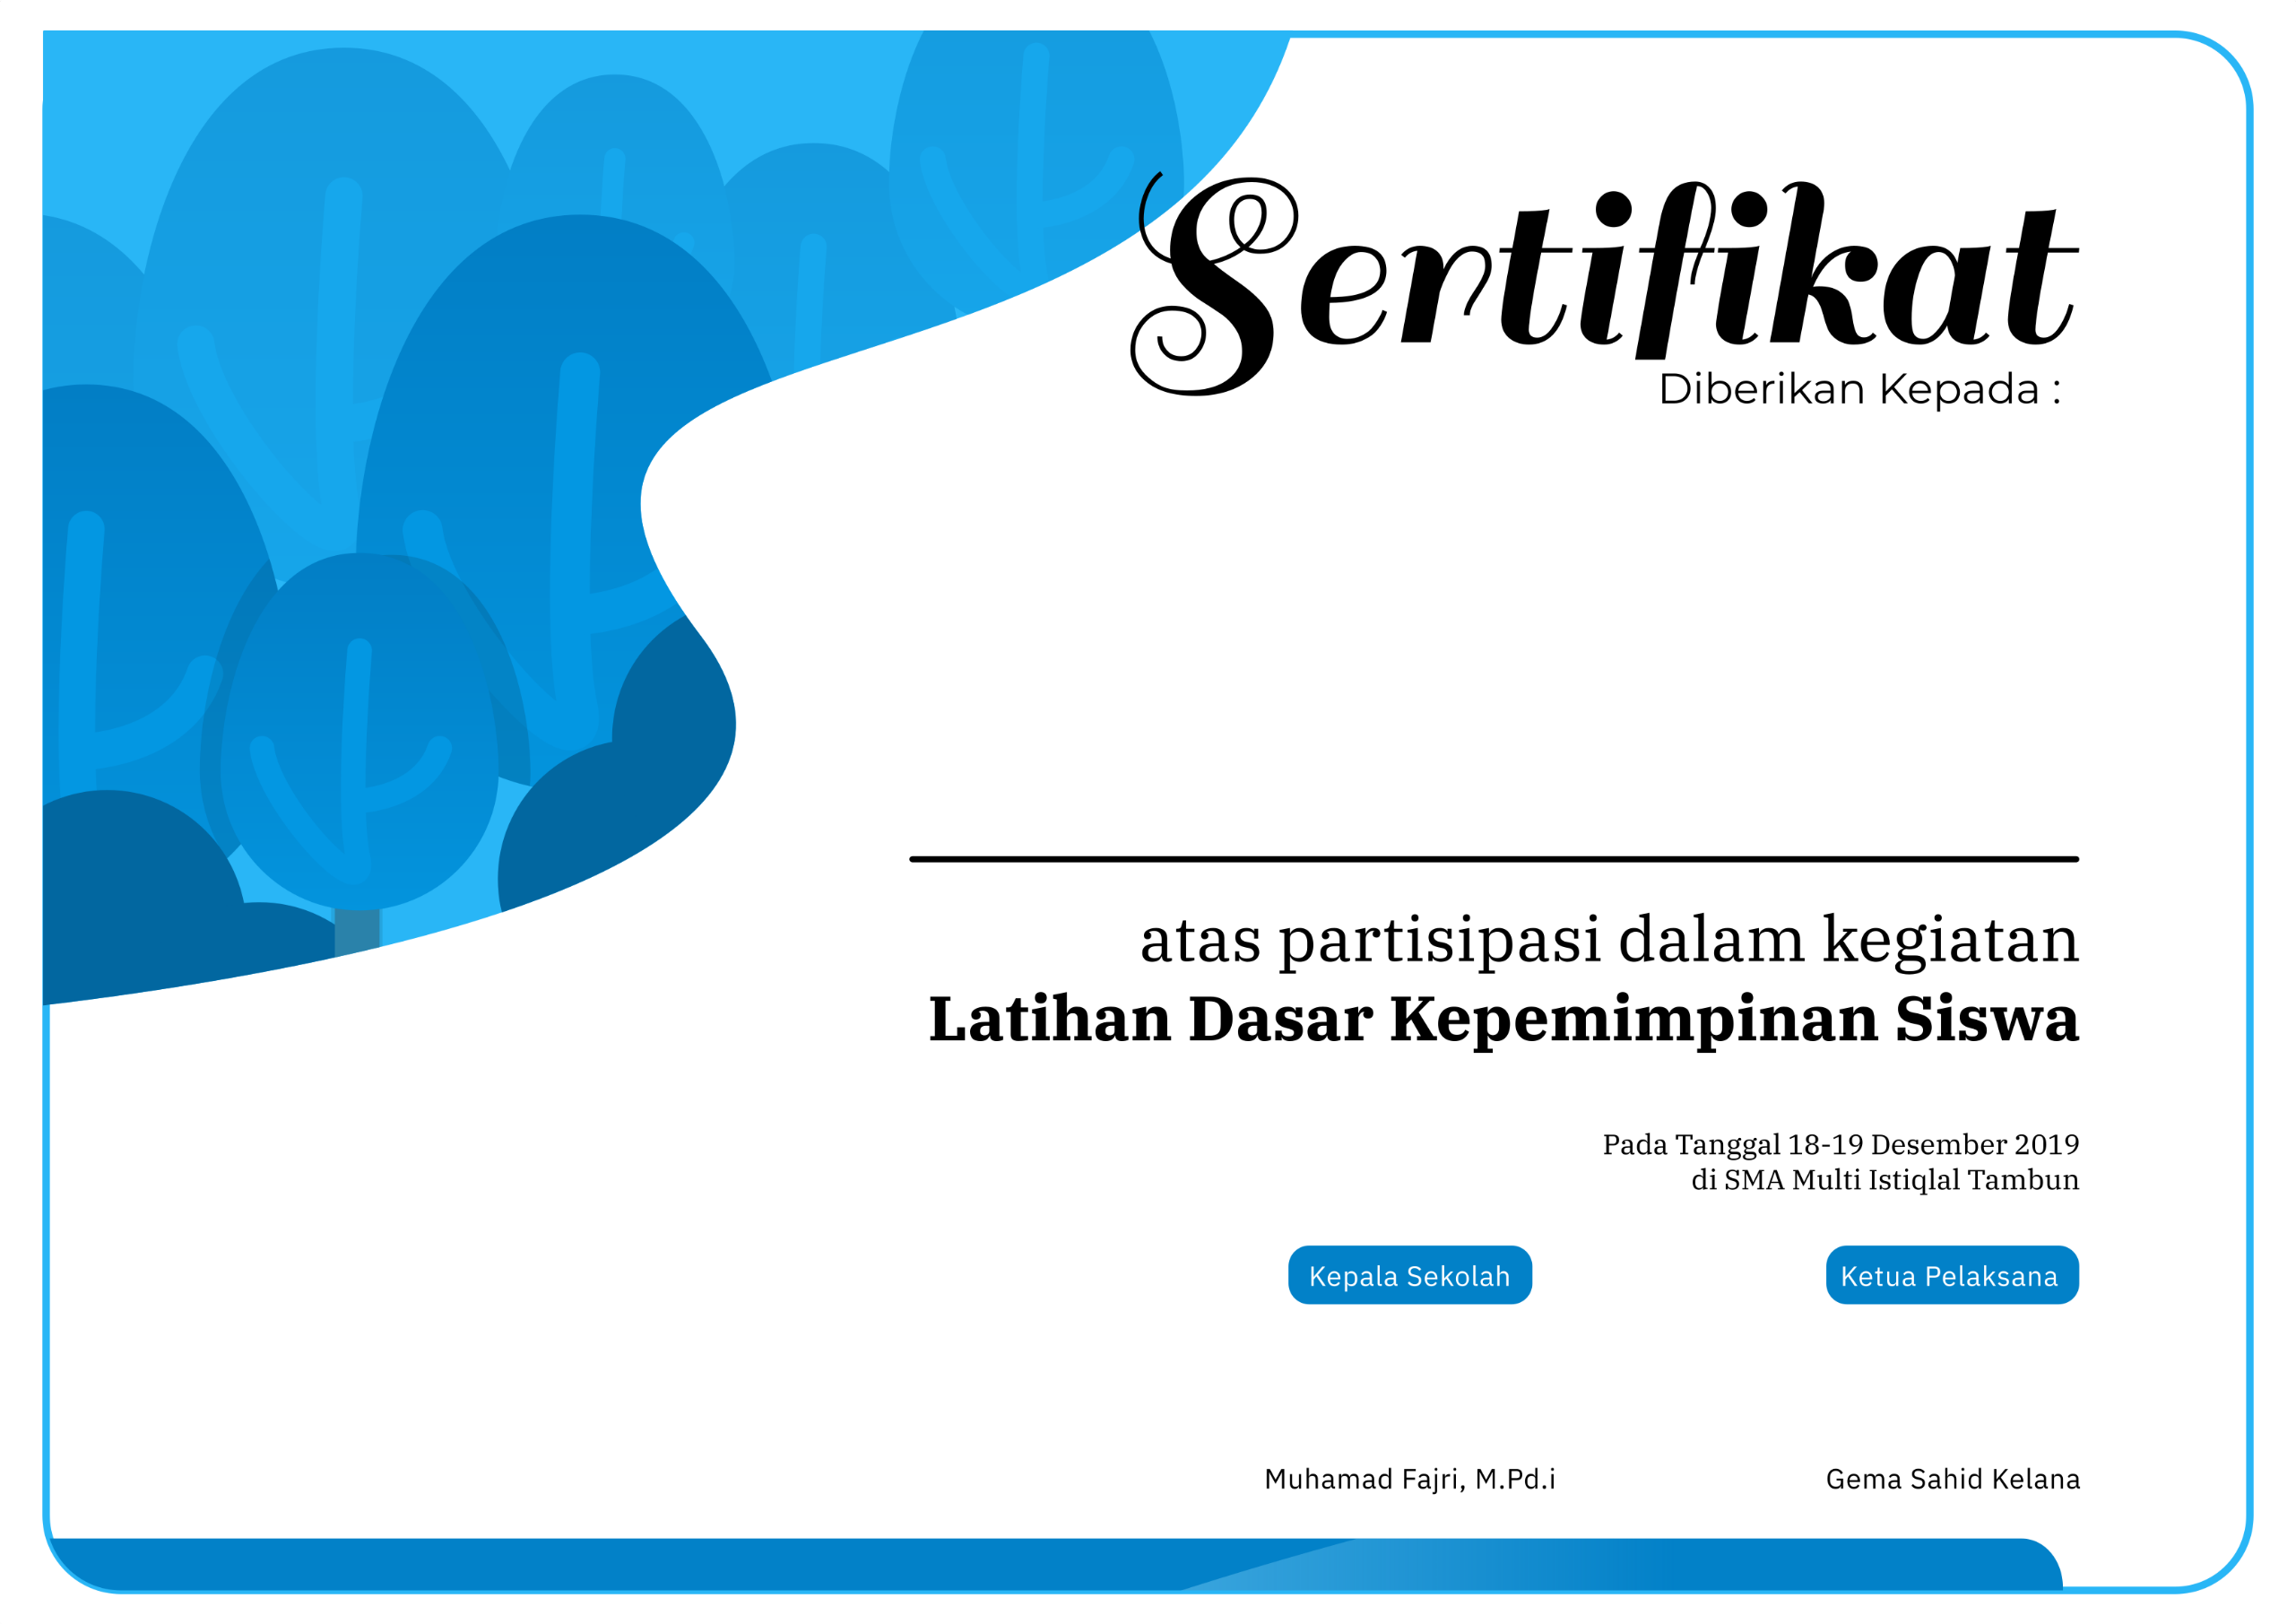 Sertifikat
Diberikan Kepada :
atas partisipasi dalam kegiatan
Latihan Dasar Kepemimpinan Siswa
Pada Tanggal 18-19 Desember 2019
di SMA Multi Istiqlal Tambun
Kepala Sekolah
Ketua Pelaksana
Muhamad Fajri, M.Pd.i
Gema Sahid Kelana